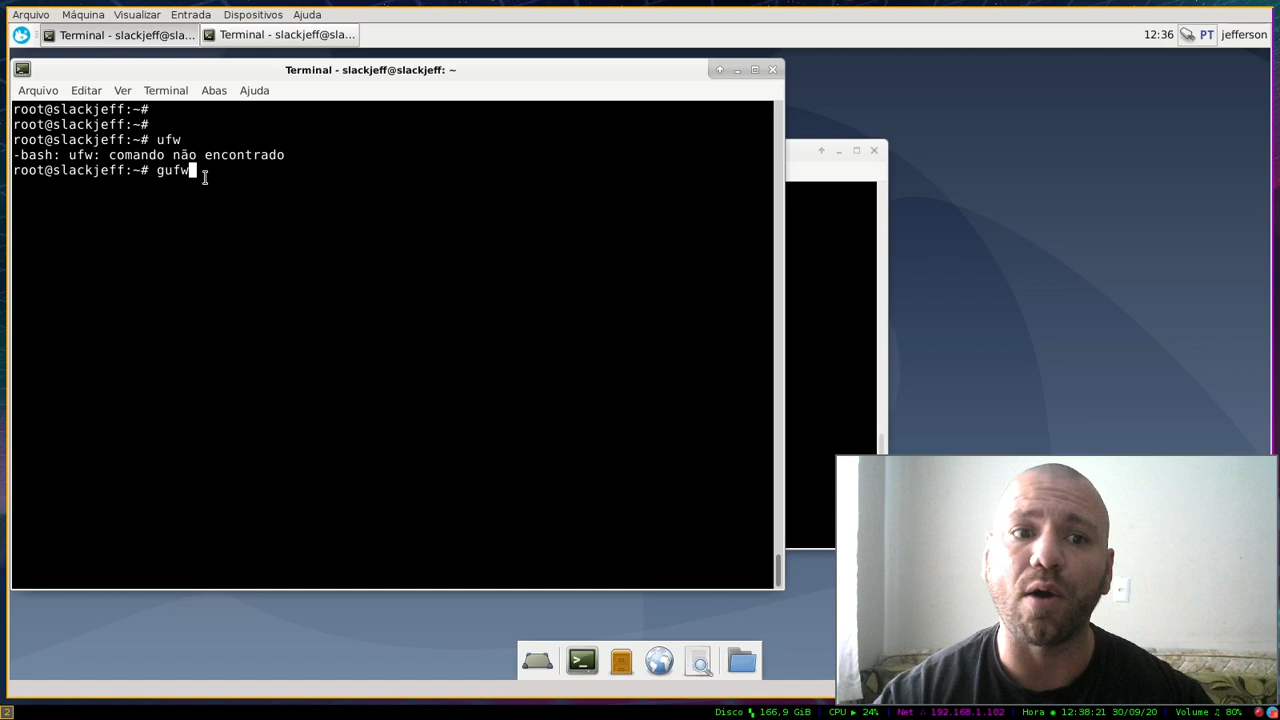 Arquivo Máquina Visualizar Entrada Dispositivos Ajuda
Terminal - slackjeff@sla... Terminal - slackjeff@sla... 12:36 PT jefferson
Terminal - slackjeff@slackjeff: ~
Arquivo Editar Ver Terminal Abas Ajuda
root@slackjeff:~#
root@slackjeff:~#
root@slackjeff:~# ufw
-bash: ufw: comando não encontrado
root@slackjeff:~# gufw
2 Disco 166,9 GiB CPU 24% Net 192.168.1.102 Hora 12:38:21 30/09/20 Volume 80%